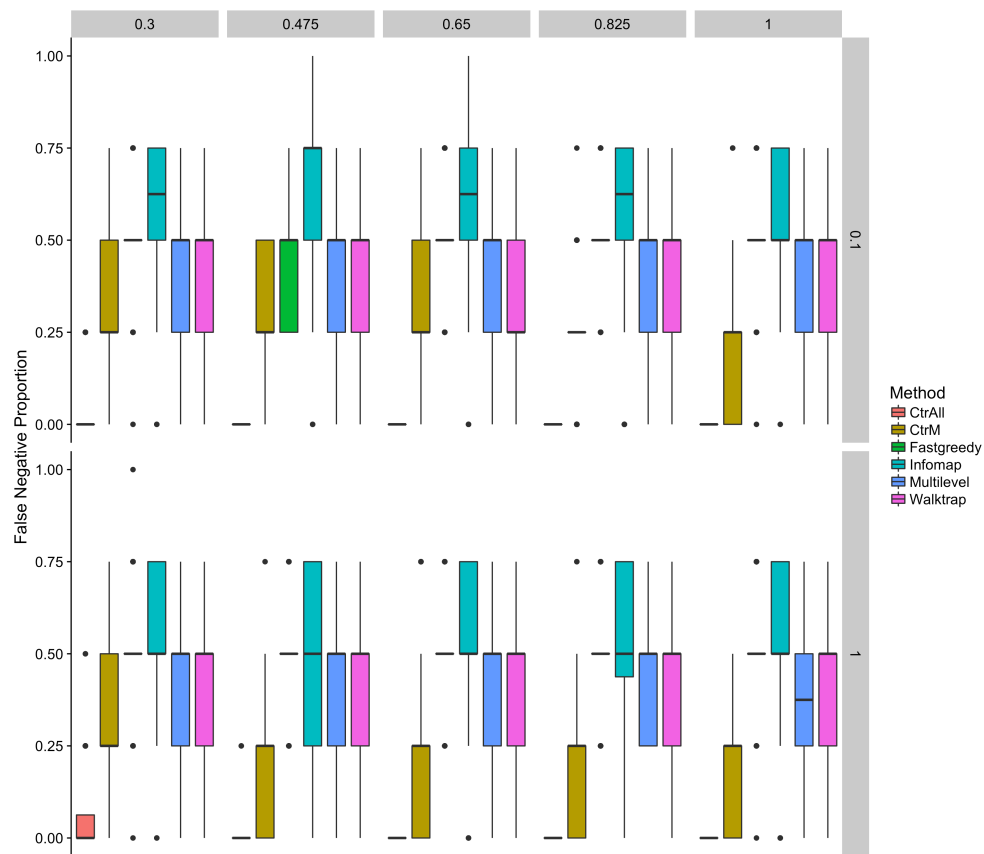 0.3 0.475 0.65 0.825 1
1.00
0.75
0.50
0.25
0.00
0.1
1.00
0.75
0.50
0.25
0.00
1
False Negative Proportion
Method
CtrAll
CtrM
Fastgreedy
Infomap
Multilevel
Walktrap